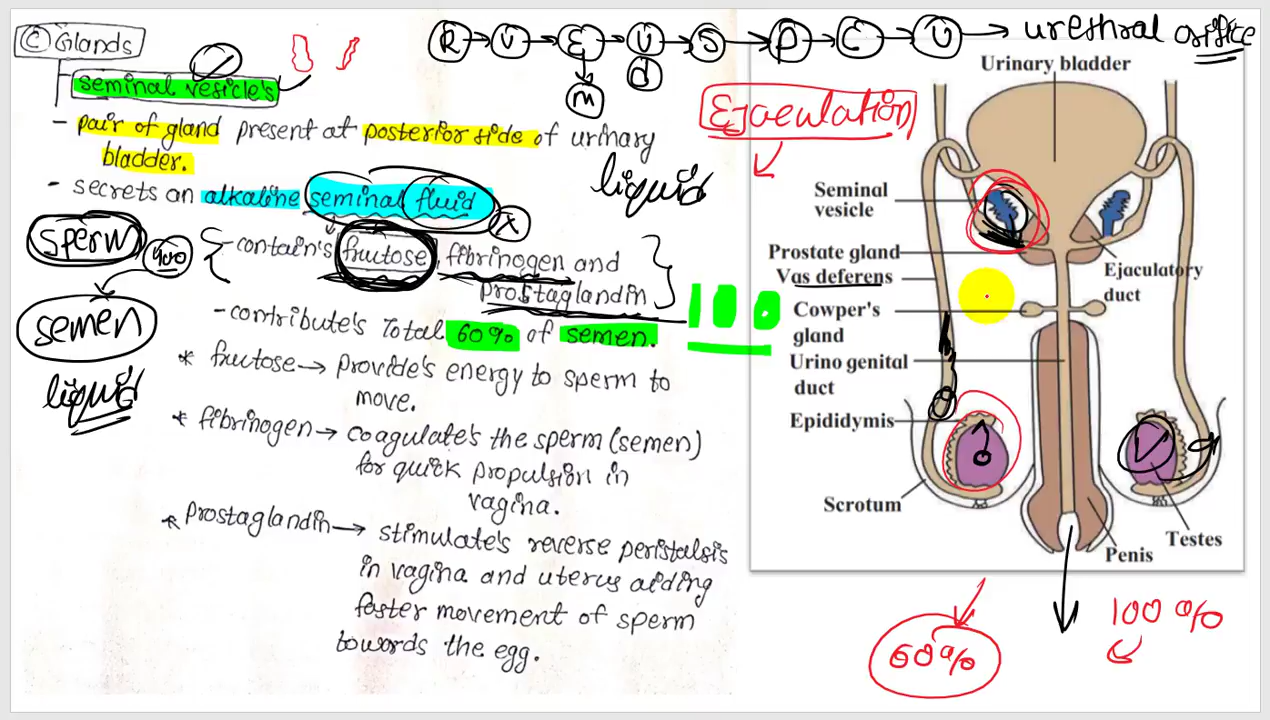 © Glands
R → V → E → V → S → P → E → U → urethral orifice
m
d
seminal vesicle's
- pair of gland present at posterior side of urinary
bladder.
- secrets an alkaline seminal fluid
liquid
sperm
- contain's fructose, fibrinogen and
prostaglandin
semen
liquid
- contribute's Total 60% of semen.
100
* fructose → provide's energy to sperm to
move.
* fibrinogen → coagulate's the sperm (semen)
for quick propulsion in
vagina.
* prostaglandin → stimulate's reverse peristalsis
in vagina and uterus aiding
faster movement of sperm
towards the egg.
Ejaculation
Urinary bladder
Seminal
vesicle
Prostate gland
Vas deferens
Ejaculatory
duct
Cowper's
gland
Urino genital
duct
Epididymis
Scrotum
Testes
Penis
60%
100%